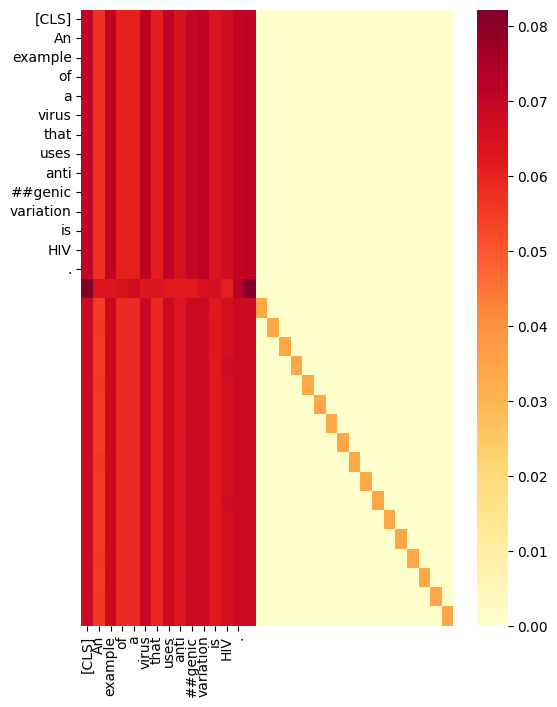 [CLS]
An
example
of
a
virus
that
uses
anti
##genic
variation
is
HIV
.
0.08
0.07
0.06
0.05
0.04
0.03
0.02
0.01
0.00
[CLS]
An
example
of
a
virus
that
uses
anti
##genic
variation
is
HIV
.